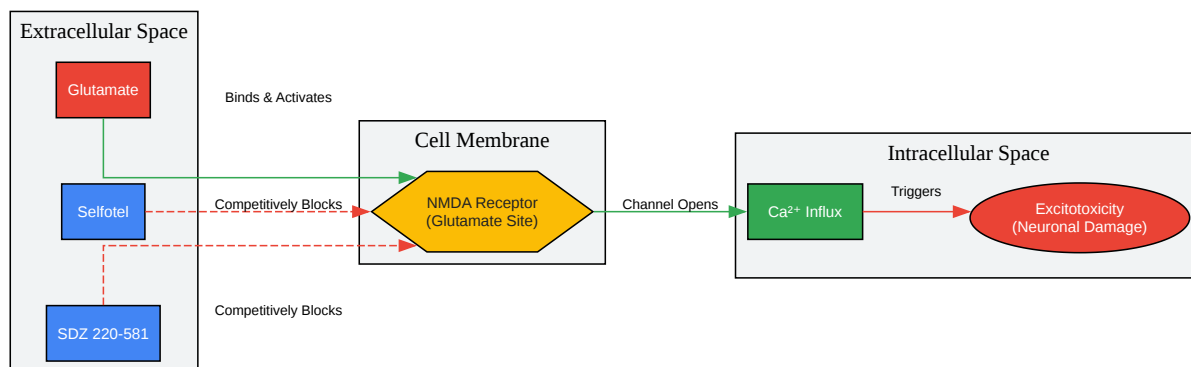 Extracellular Space
Glutamate
Binds & Activates
Selfotel
Competitively Blocks
SDZ 220-581
Competitively Blocks
Cell Membrane
NMDA Receptor
(Glutamate Site)
Channel Opens
Intracellular Space
Ca²⁺ Influx
Triggers
Excitotoxicity
(Neuronal Damage)